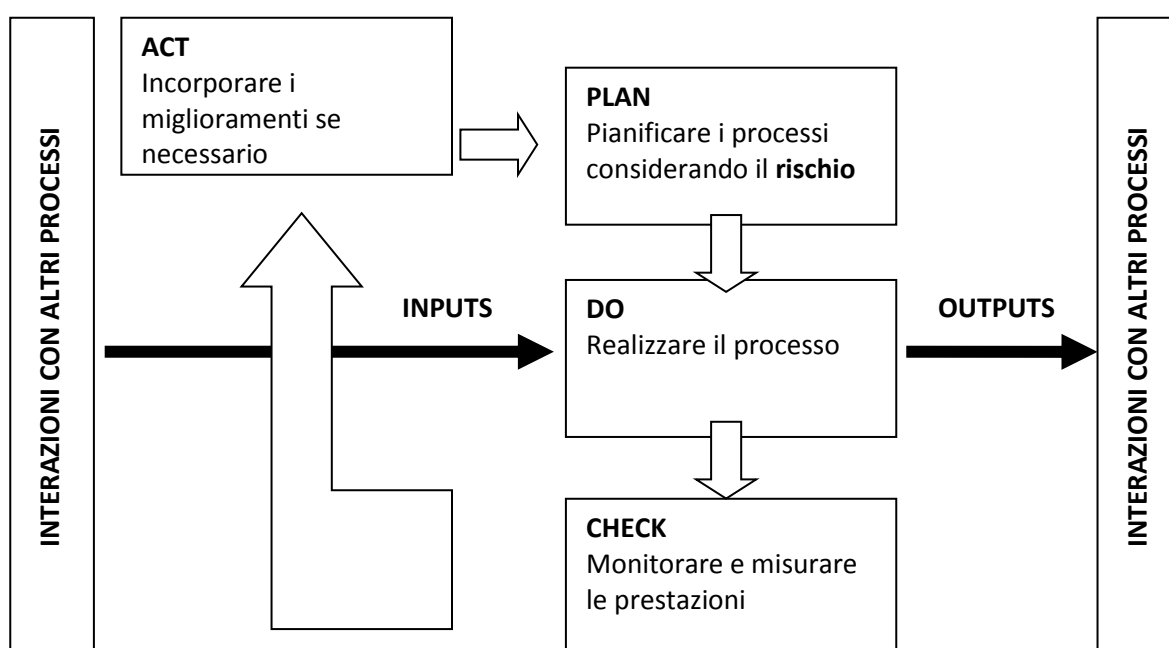 INTERAZIONI CON ALTRI PROCESSI
ACT
Incorporare i
miglioramenti se
necessario
PLAN
Pianificare i processi
considerando il rischio
INPUTS
DO
Realizzare il processo
OUTPUTS
CHECK
Monitorare e misurare
le prestazioni
INTERAZIONI CON ALTRI PROCESSI